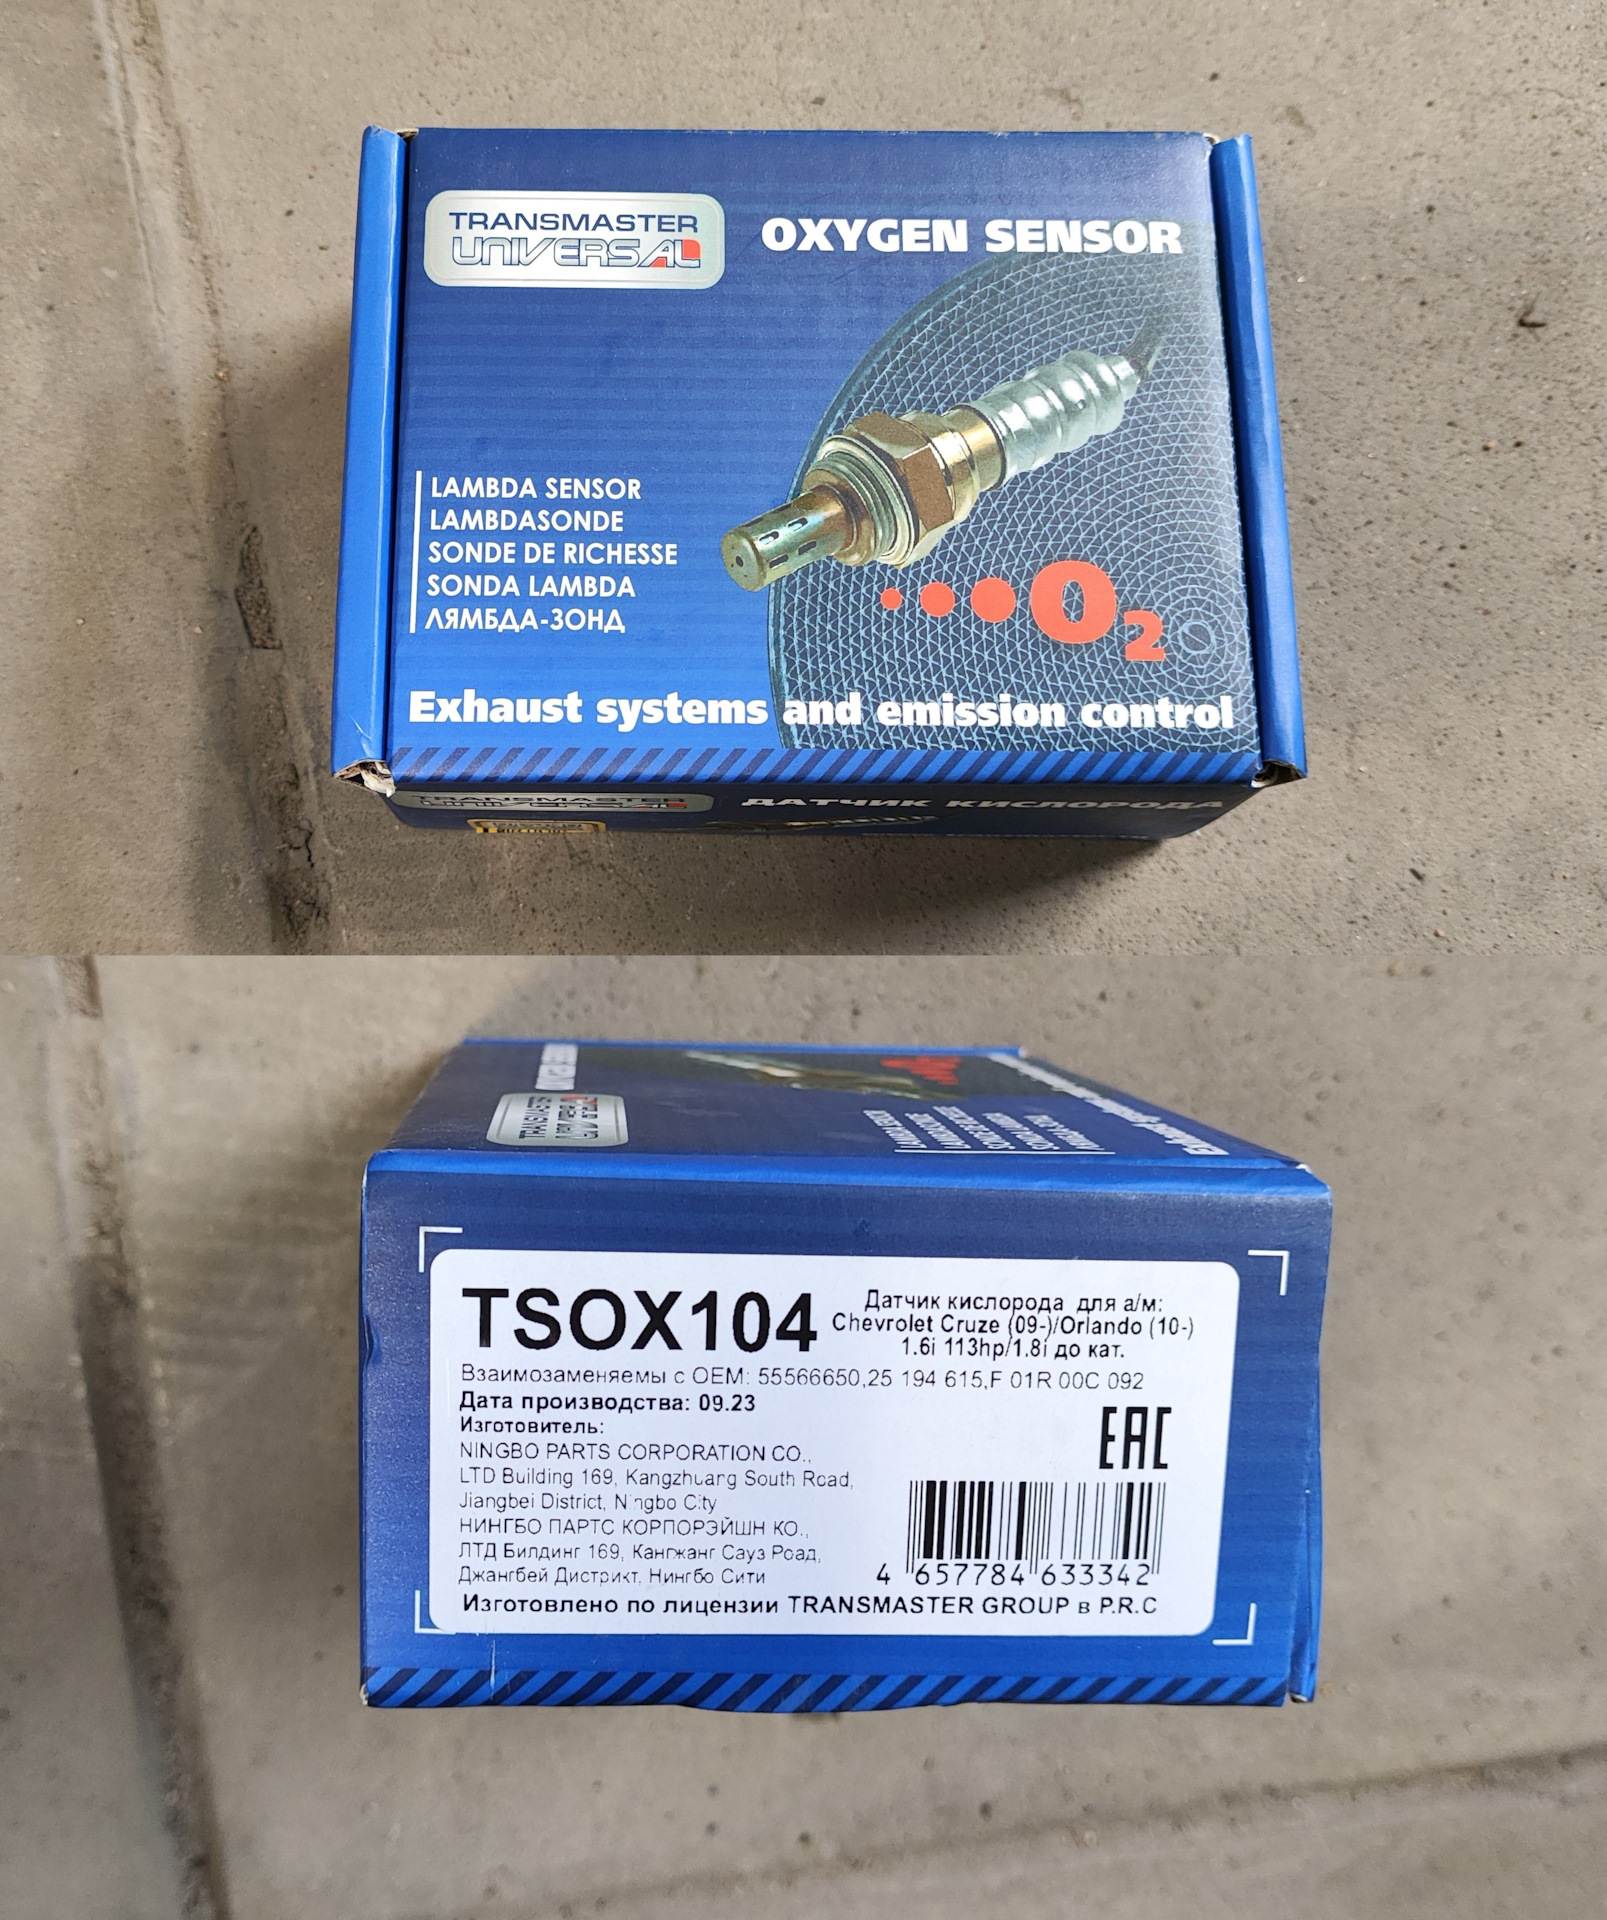 TRANSMASTER
UNIVERSAL
OXYGEN SENSOR
LAMBDA SENSOR
LAMBDASONDE
SONDE DE RICHESSE
SONDA LAMBDA
ЛЯМБДА-ЗОНД
O2
Exhaust systems and emission control
TRANSMASTER
UNIVERSAL
ДАТЧИК КИСЛОРОДА
TRANSMASTER
UNIVERSAL
TSOX104
Датчик кислорода для а/м:
Chevrolet Cruze (09-)/Orlando (10-)
1.6i 113hp/1.8i до кат.
Взаимозаменяемы с OEM: 55566650,25 194 615,F 01R 00C 092
Дата производства: 09.23
Изготовитель:
NINGBO PARTS CORPORATION CO.,
LTD Building 169, Kangzhuang South Road,
Jiangbei District, Ningbo City
НИНГБО ПАРТС КОРПОРЭЙШН КО.,
ЛТД Билдинг 169, Кангжанг Сауз Роад,
Джангбей Дистрикт, Нингбо Сити
EAC
4 657784 633342
Изготовлено по лицензии TRANSMASTER GROUP в P.R.C